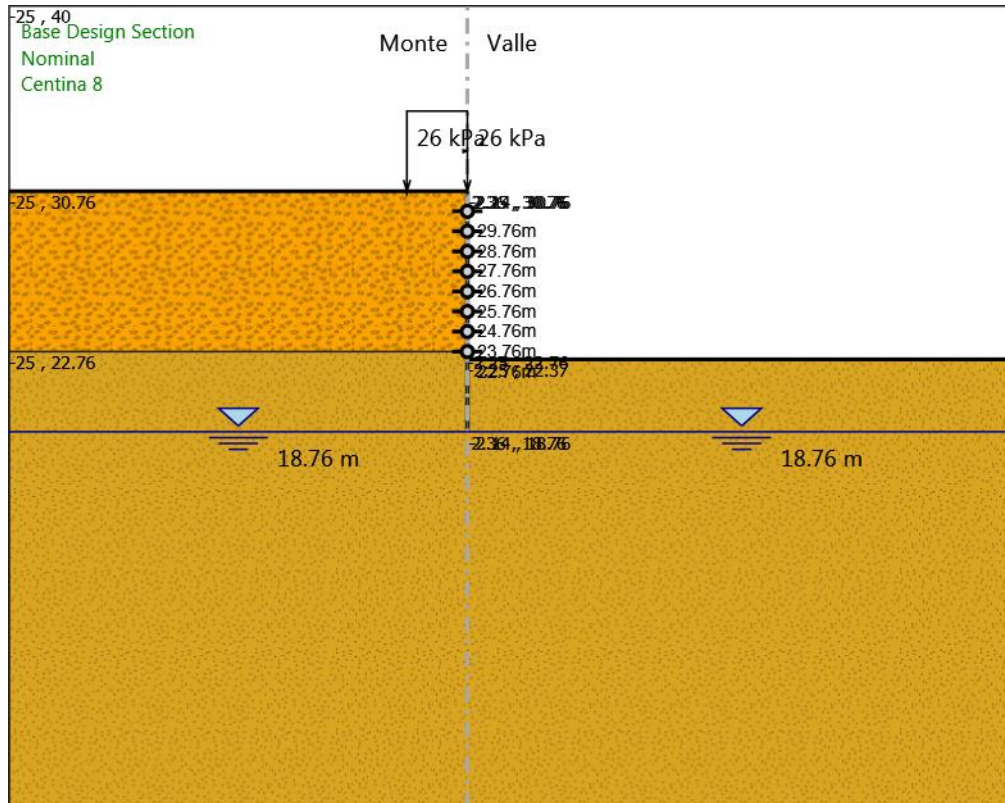 25 , 40
Base Design Section
Nominal
Centina 8
Monte
Valle
26 kPa
26 kPa
25 , 30.76
29.76m
28.76m
27.76m
26.76m
25.76m
24.76m
23.76m
25 , 22.76
22.76m
18.76 m
18.76 m